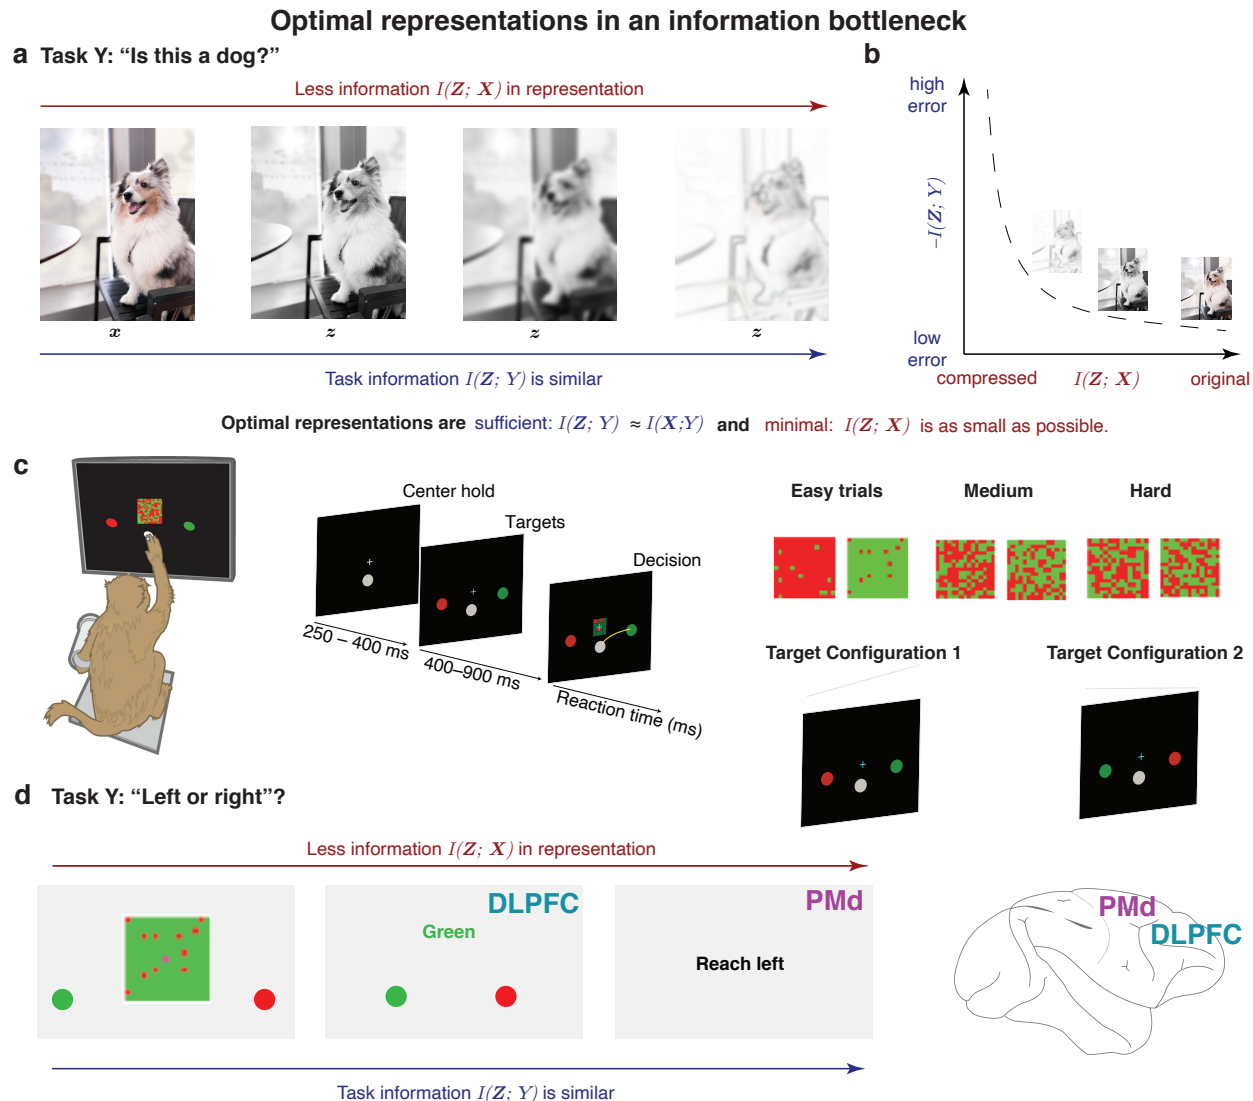 Optimal representations in an information bottleneck
a Task Y: “Is this a dog?”
Less information I(Z; X) in representation
x
z
z
z
Task information I(Z; Y) is similar
b
high
error
−I(Z; Y)
low
error
compressed
I(Z; X)
original
Optimal representations are sufficient: I(Z; Y) ≈ I(X;Y) and minimal: I(Z; X) is as small as possible.
c
Center hold
Targets
Decision
250 – 400 ms
400–900 ms
Reaction time (ms)
Easy trials
Medium
Hard
Target Configuration 1
Target Configuration 2
d Task Y: “Left or right”?
Less information I(Z; X) in representation
Green
DLPFC
PMd
Reach left
Task information I(Z; Y) is similar
PMd
DLPFC